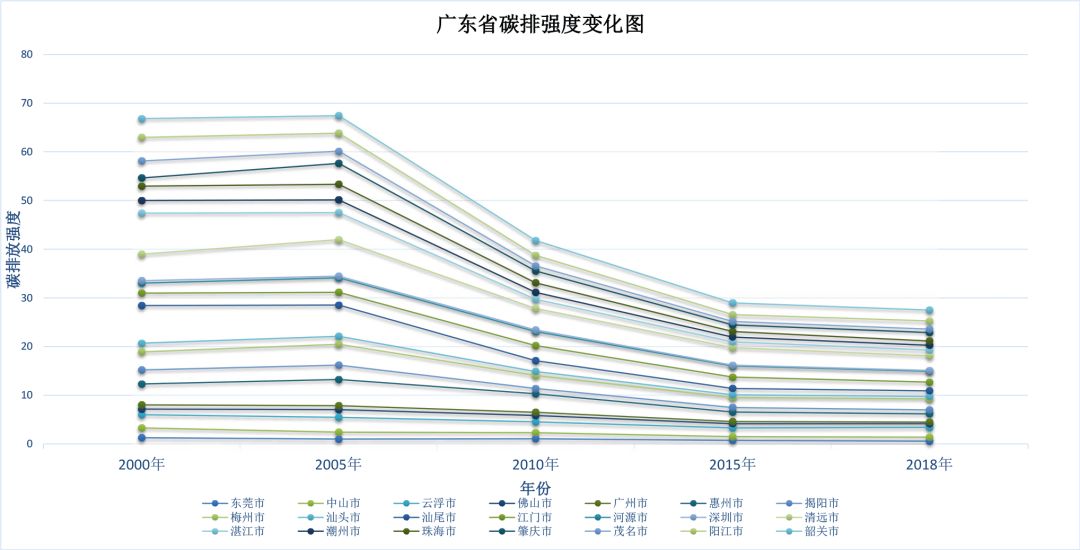 广东省碳排强度变化图
80
70
60
50
40
30
20
10
0
碳排放强度
2000年 2005年 2010年 2015年 2018年
年份
东莞市 中山市 云浮市 佛山市 广州市 惠州市 揭阳市
梅州市 汕头市 汕尾市 江门市 河源市 深圳市 清远市
湛江市 潮州市 珠海市 肇庆市 茂名市 阳江市 韶关市